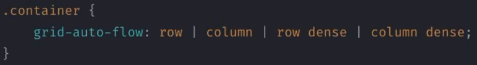 .container {
    grid-auto-flow: row | column | row dense | column dense;
}